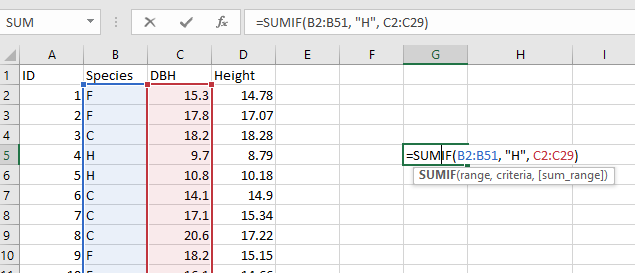 SUM =SUMIF(B2:B51, "H", C2:C29)
A B C D E F G H I
1 ID Species DBH Height
2 1 F 15.3 14.78
3 2 F 17.8 17.07
4 3 C 18.2 18.28
5 4 H 9.7 8.79 =SUMIF(B2:B51, "H", C2:C29)
6 5 H 10.8 10.18 SUMIF(range, criteria, [sum_range])
7 6 C 14.1 14.9
8 7 C 17.1 15.34
9 8 C 20.6 17.22
10 9 F 18.2 15.15